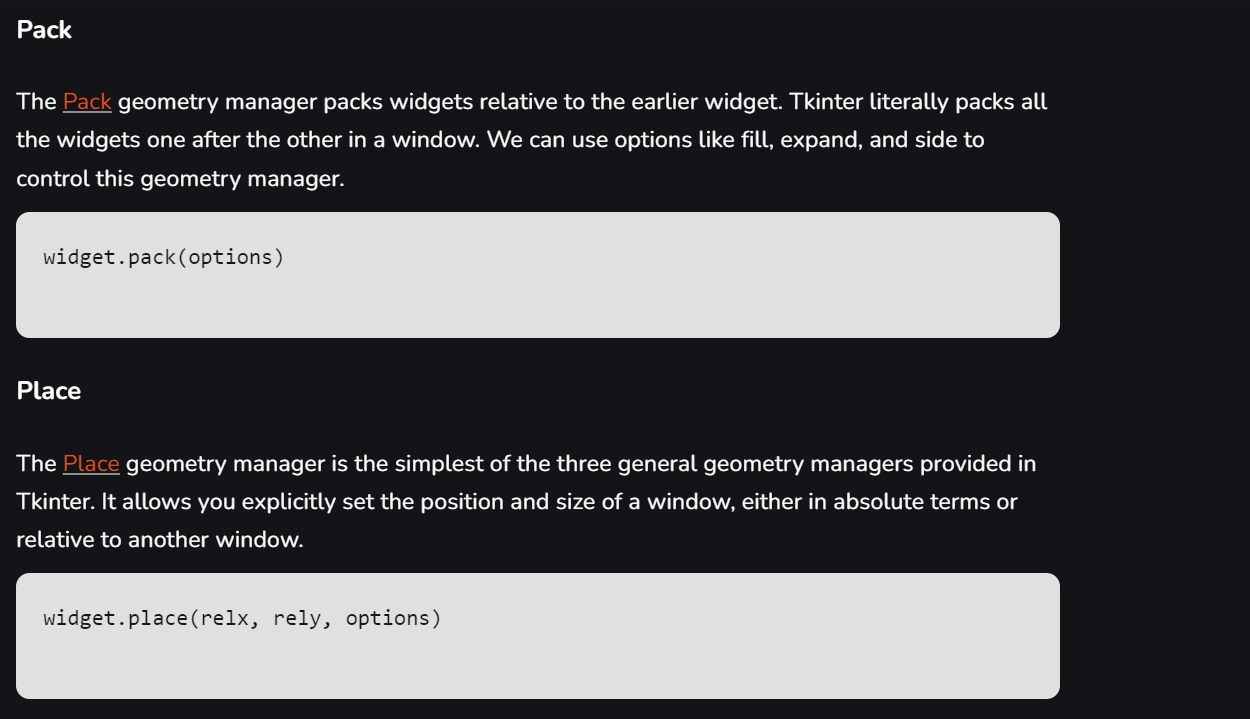 Pack
The Pack geometry manager packs widgets relative to the earlier widget. Tkinter literally packs all
the widgets one after the other in a window. We can use options like fill, expand, and side to
control this geometry manager.
widget.pack(options)
Place
The Place geometry manager is the simplest of the three general geometry managers provided in
Tkinter. It allows you explicitly set the position and size of a window, either in absolute terms or
relative to another window.
widget.place(relx, rely, options)